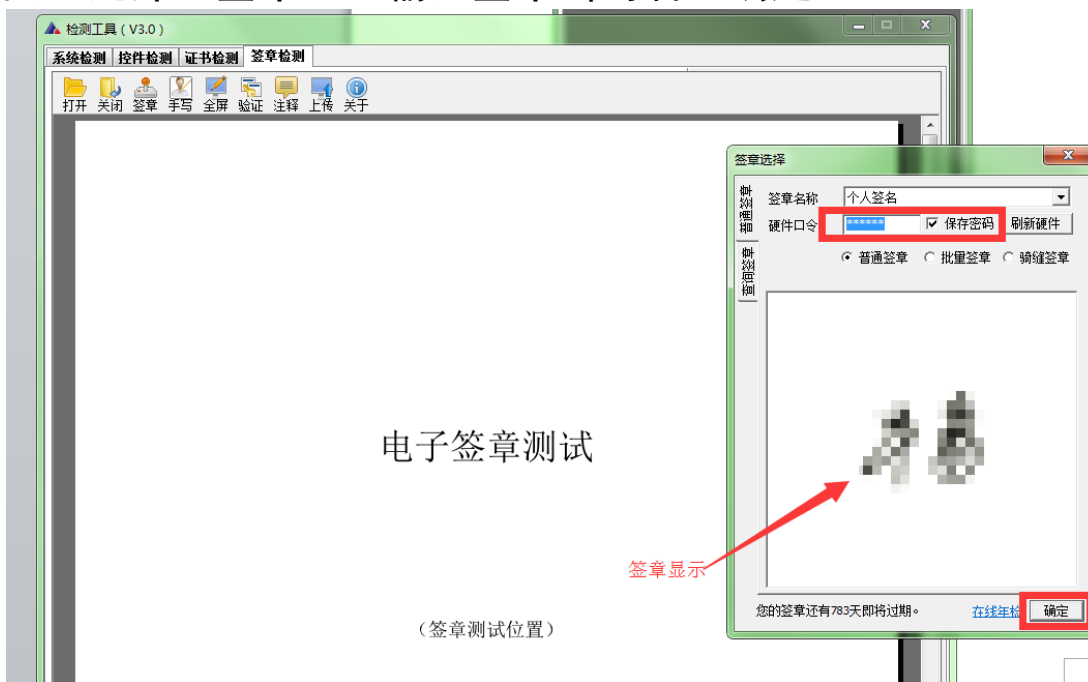 检测工具（V3.0）
系统检测 控件检测 证书检测 签章检测
打开 关闭 签章 手写 全屏 验证 注释 上传 关于
电子签章测试
（签章测试位置）
签章显示
签章选择
普通签章
查询签章
签章名称 个人签名
硬件口令 ****** 保存密码 刷新硬件
普通签章 批量签章 骑缝签章
您的签章还有783天即将过期。 在线年检 确定